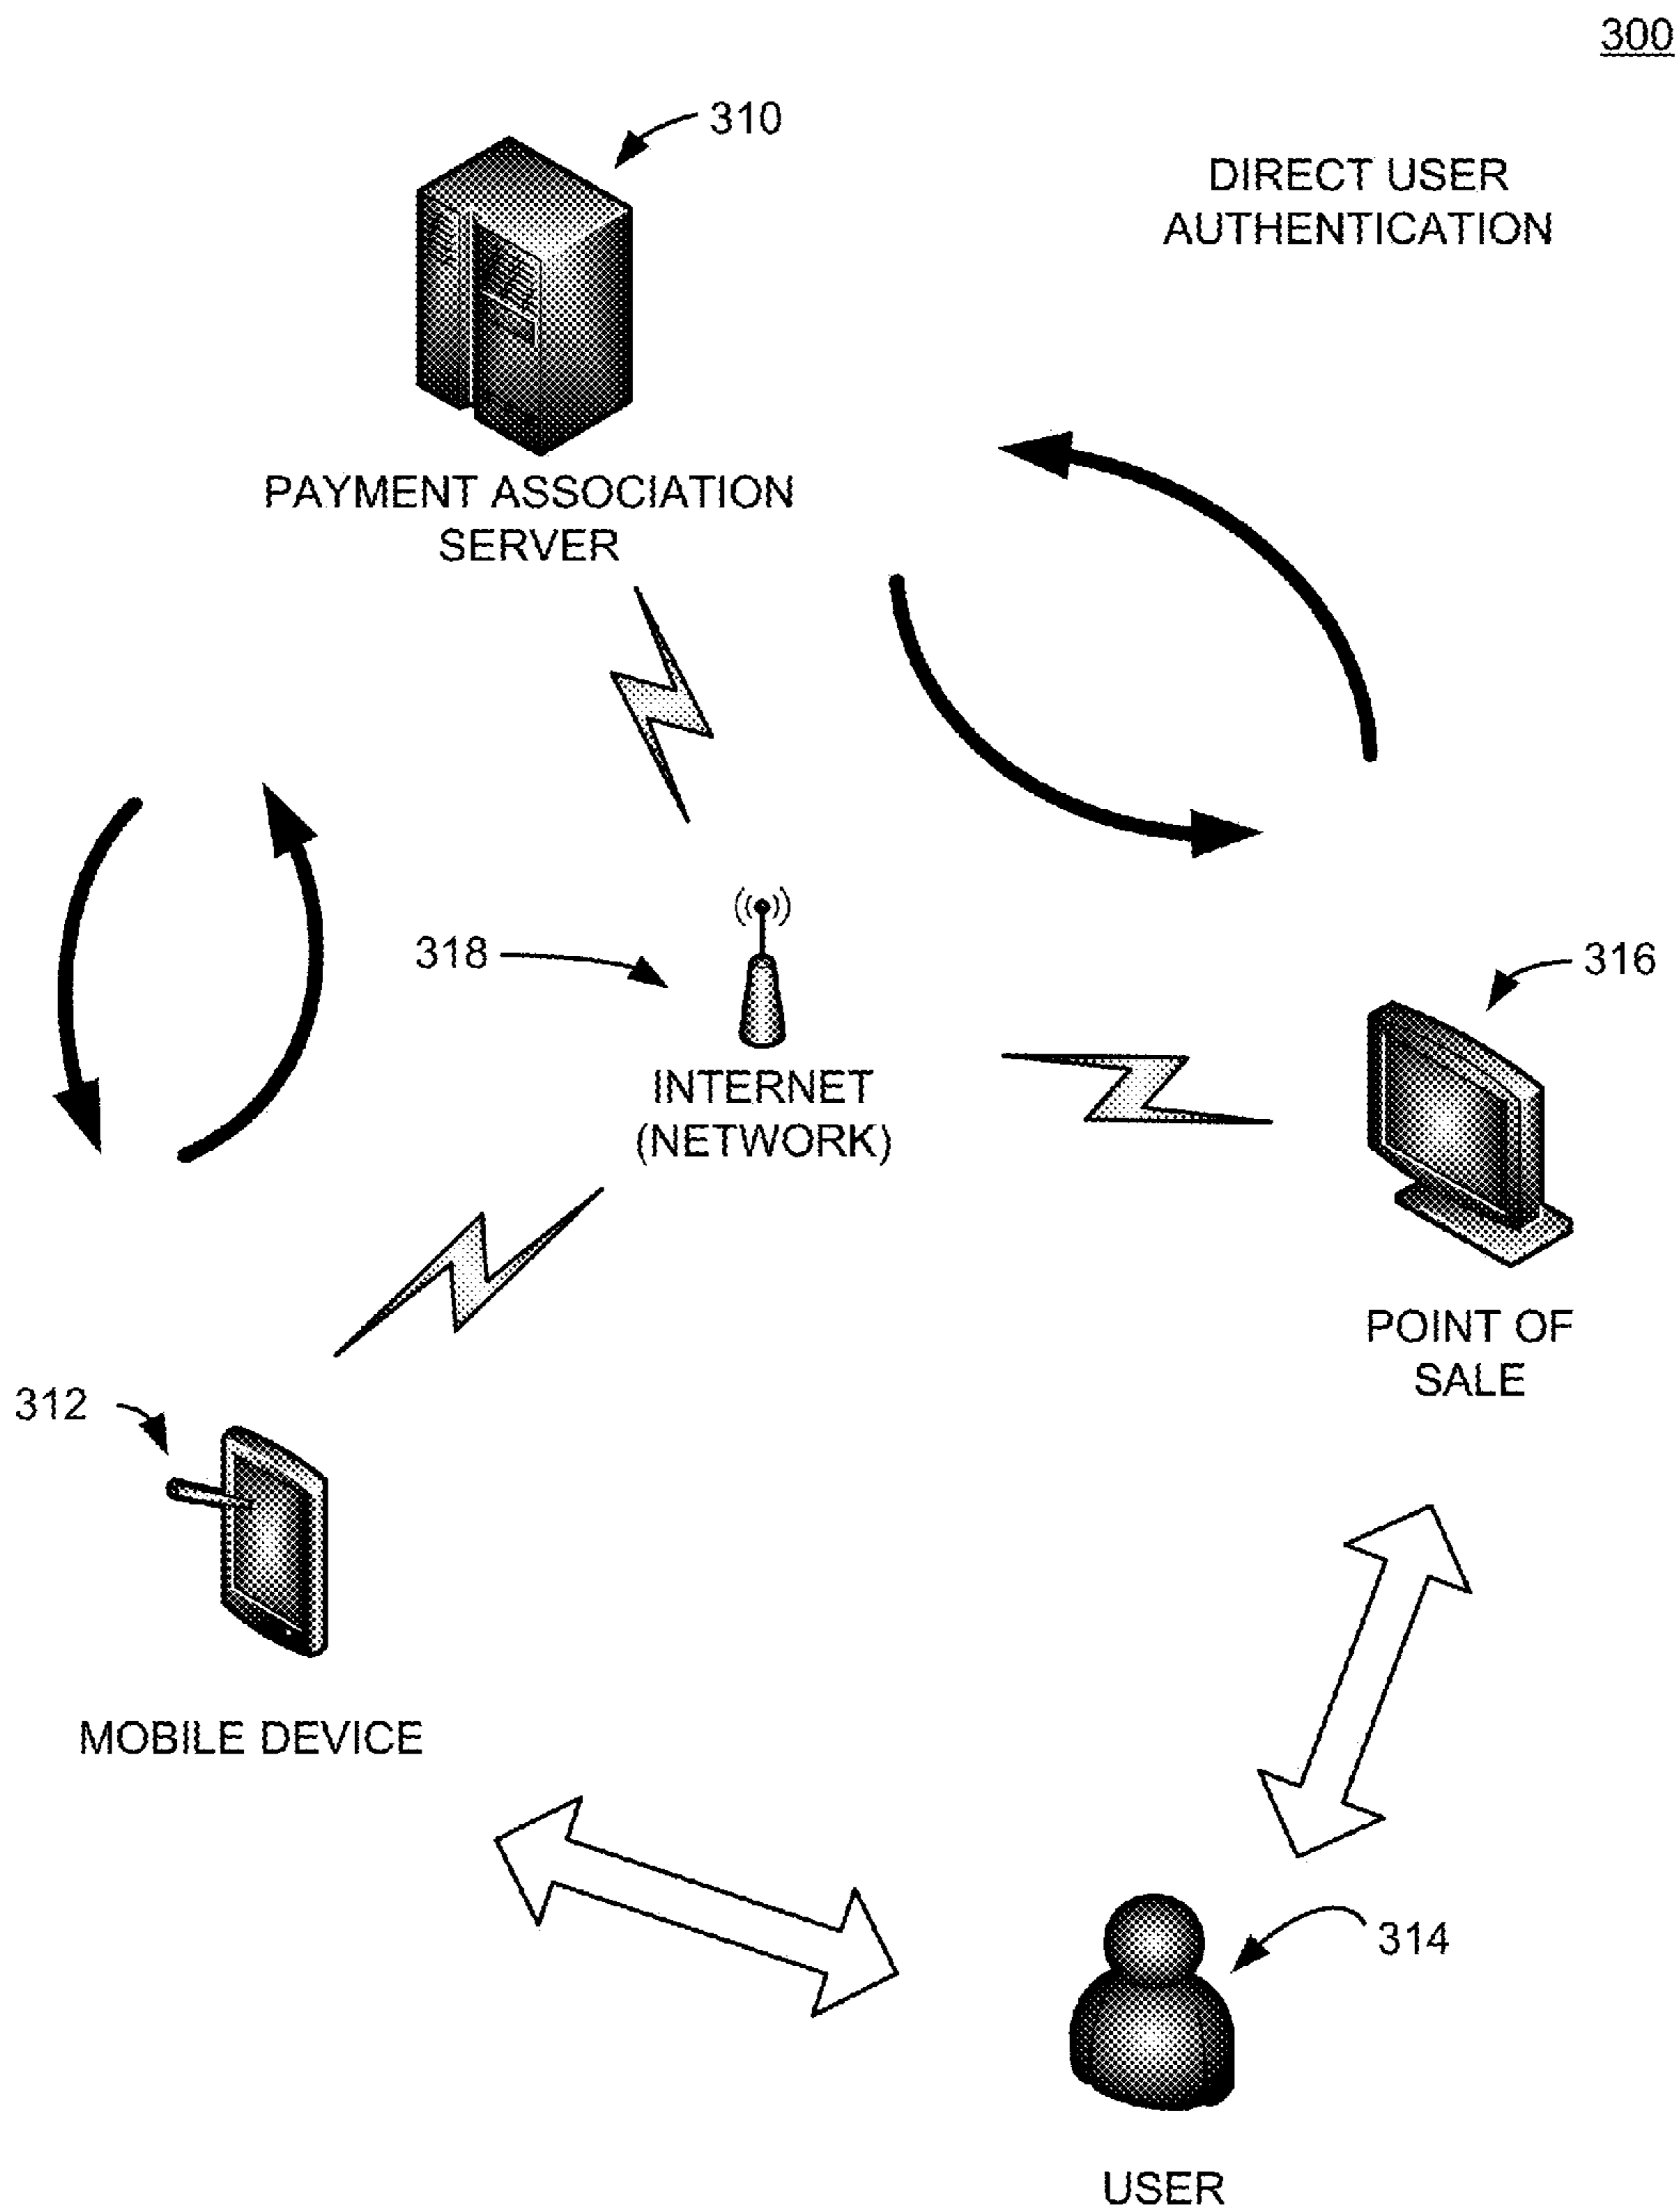 300
310
DIRECT USER
AUTHENTICATION
PAYMENT ASSOCIATION
SERVER
318
316
INTERNET
(NETWORK)
POINT OF
SALE
312
MOBILE DEVICE
314
USER